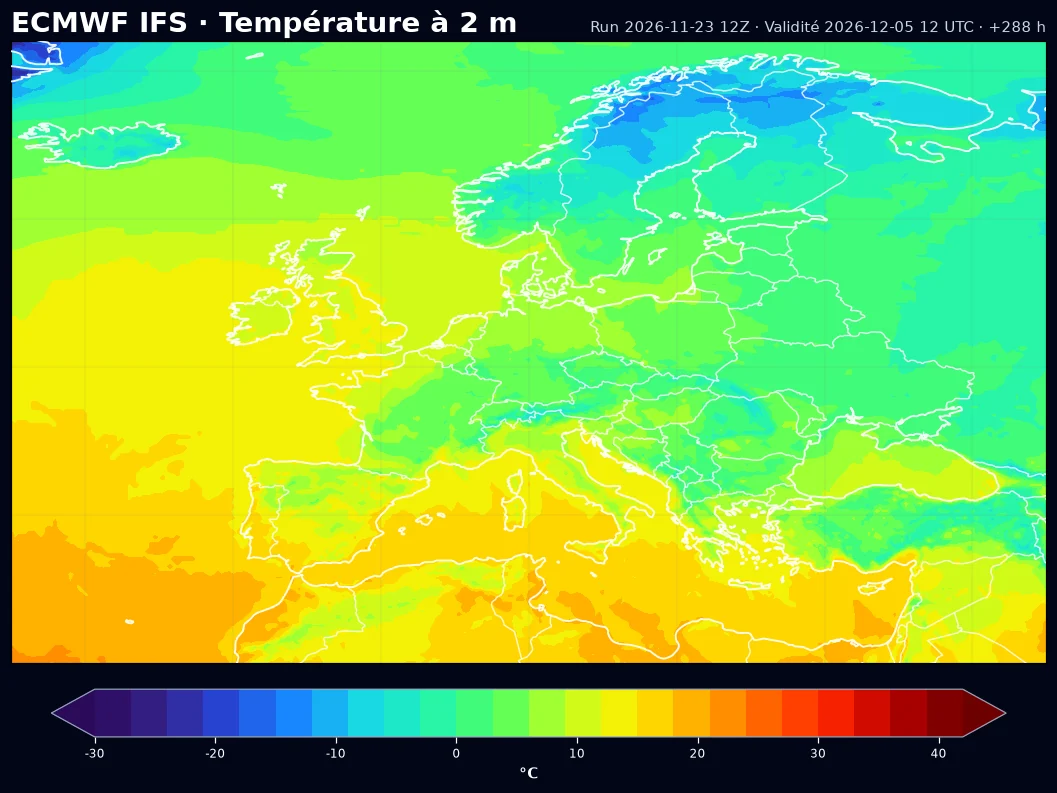 ECMWF IFS · Température à 2 m
Run 2026-11-23 12Z · Validité 2026-12-05 12 UTC · +288 h
-30 -20 -10 0 10 20 30 40
°C